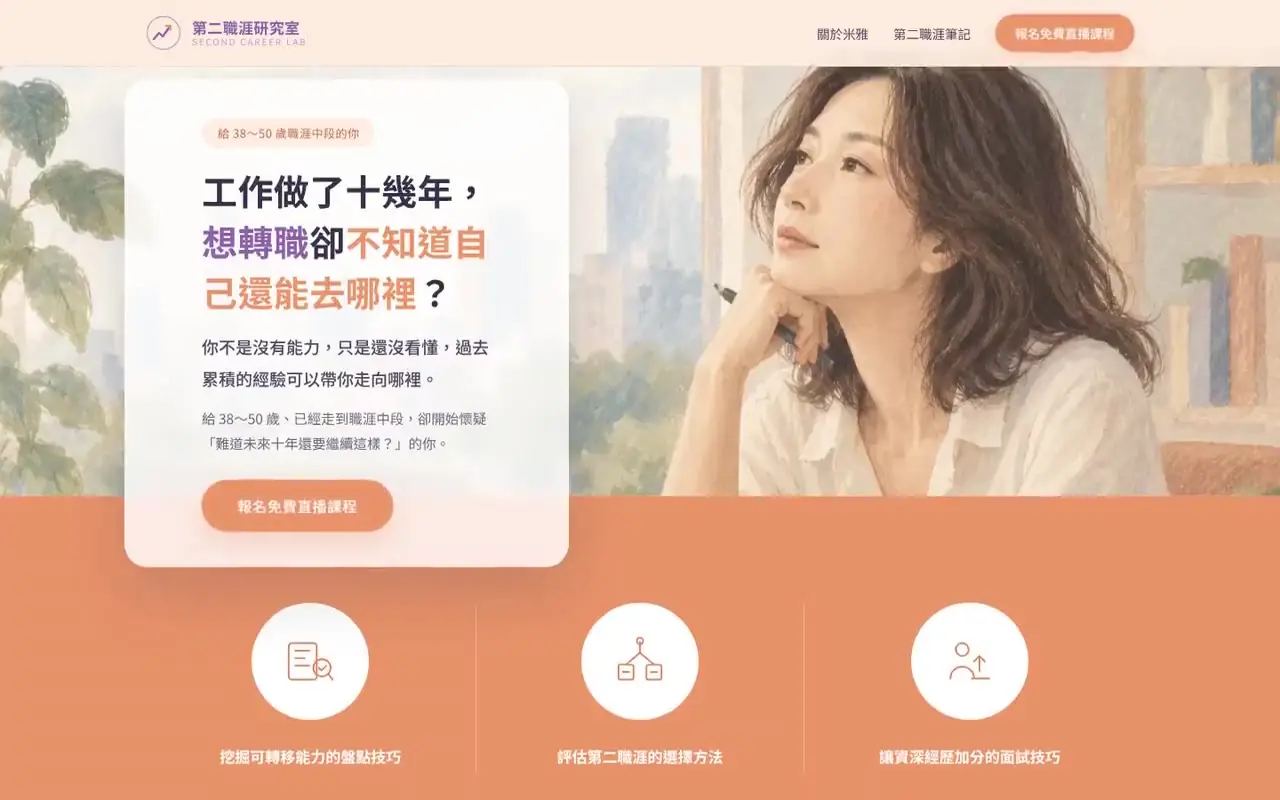 第二職涯研究室
SECOND CAREER LAB
關於米雅
第二職涯筆記
報名免費直播課程
給 38～50 歲職涯中段的你
工作做了十幾年，
想轉職卻不知道自
己還能去哪裡？
你不是沒有能力，只是還沒看懂，過去
累積的經驗可以帶你走向哪裡。
給 38～50 歲、已經走到職涯中段，卻開始懷疑
「難道未來十年還要繼續這樣？」的你。
報名免費直播課程
挖掘可轉移能力的盤點技巧
評估第二職涯的選擇方法
讓資深經歷加分的面試技巧